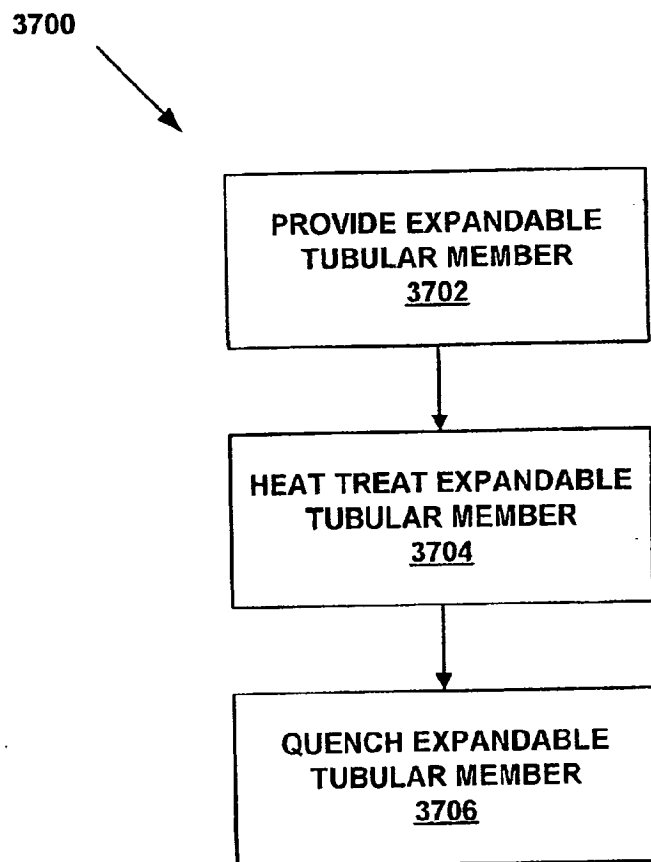 3700
PROVIDE EXPANDABLE
TUBULAR MEMBER
3702
HEAT TREAT EXPANDABLE
TUBULAR MEMBER
3704
QUENCH EXPANDABLE
TUBULAR MEMBER
3706